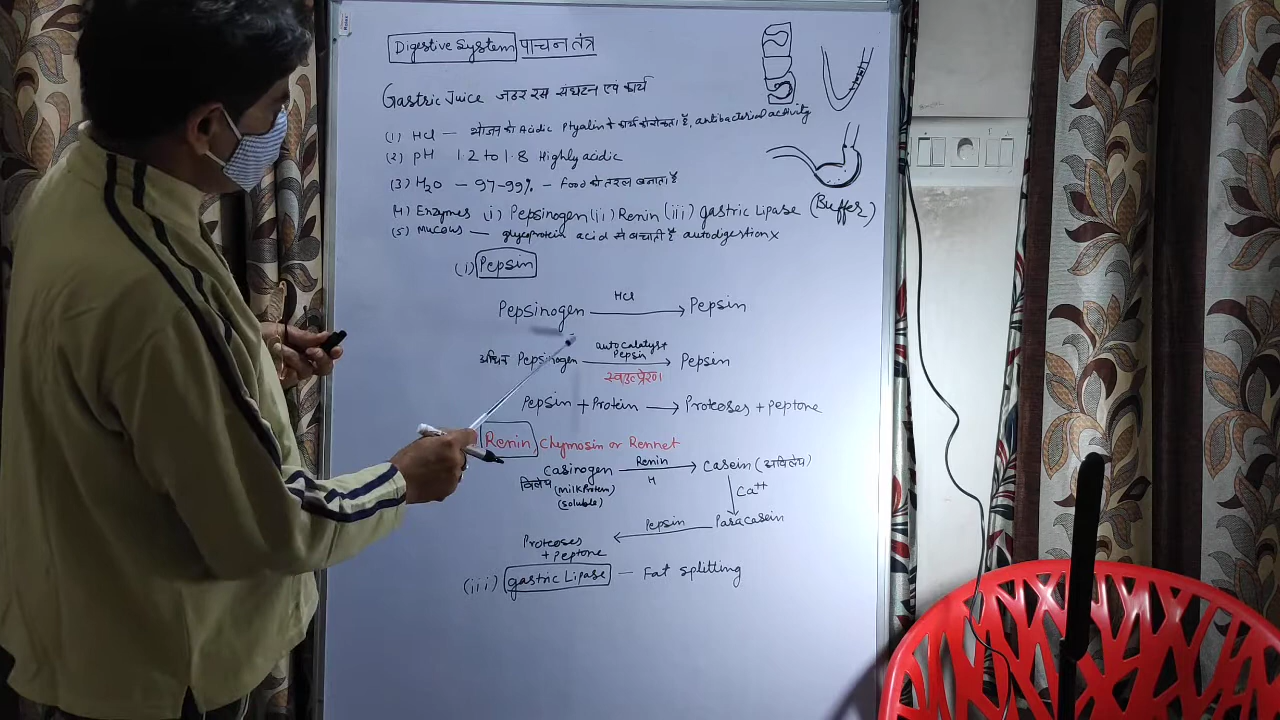 Digestive System पाचन तंत्र
Gastric Juice जठर रस संघटन एवं कार्य
(1) HCl — भोजन को Acidic Ptyalin के कार्य को रोकता है, antibacterial activity
(2) pH 1.2 to 1.8 Highly acidic
(3) H2O — 97-99% — Food को तरल बनाता है
(4) Enzymes (i) Pepsinogen (ii) Renin (iii) Gastric Lipase (Buffer)
(5) Mucous — glycoprotein acid से बचाती है autodigestion x
(i) Pepsin
Pepsinogen HCl → Pepsin
Pepsinogen autocatalyst Pepsin → Pepsin
स्वउत्प्रेरण
Pepsin + Protein → Proteoses + peptone
Renin, Chymosin or Rennet
casinogen Renin H → casein (अविलेय)
विलेय (Milk Protein)
(soluble)
Ca++
Proteoses + Peptone ← Pepsin Paracasein
(iii) gastric Lipase — Fat splitting